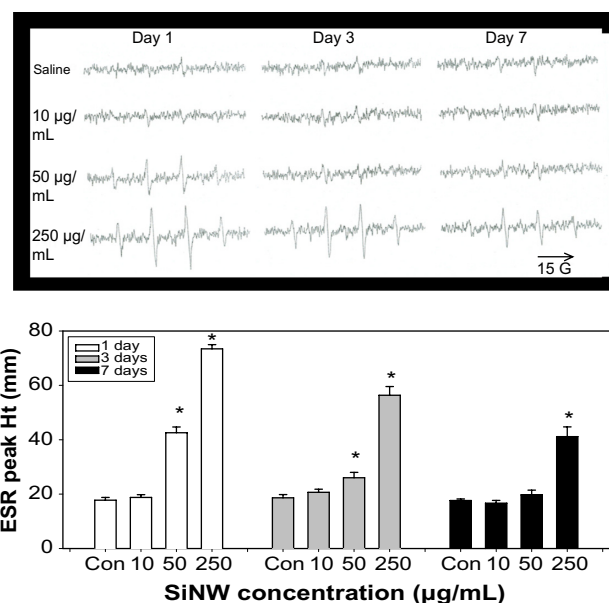 Day 1 Day 3 Day 7
Saline
10 µg/
mL
50 µg/
mL
250 µg/
mL
15 G
80
60
40
20
0
ESR peak Ht (mm)
1 day
3 days
7 days
*
*
*
*
*
Con 10 50 250 Con 10 50 250 Con 10 50 250
SiNW concentration (µg/mL)